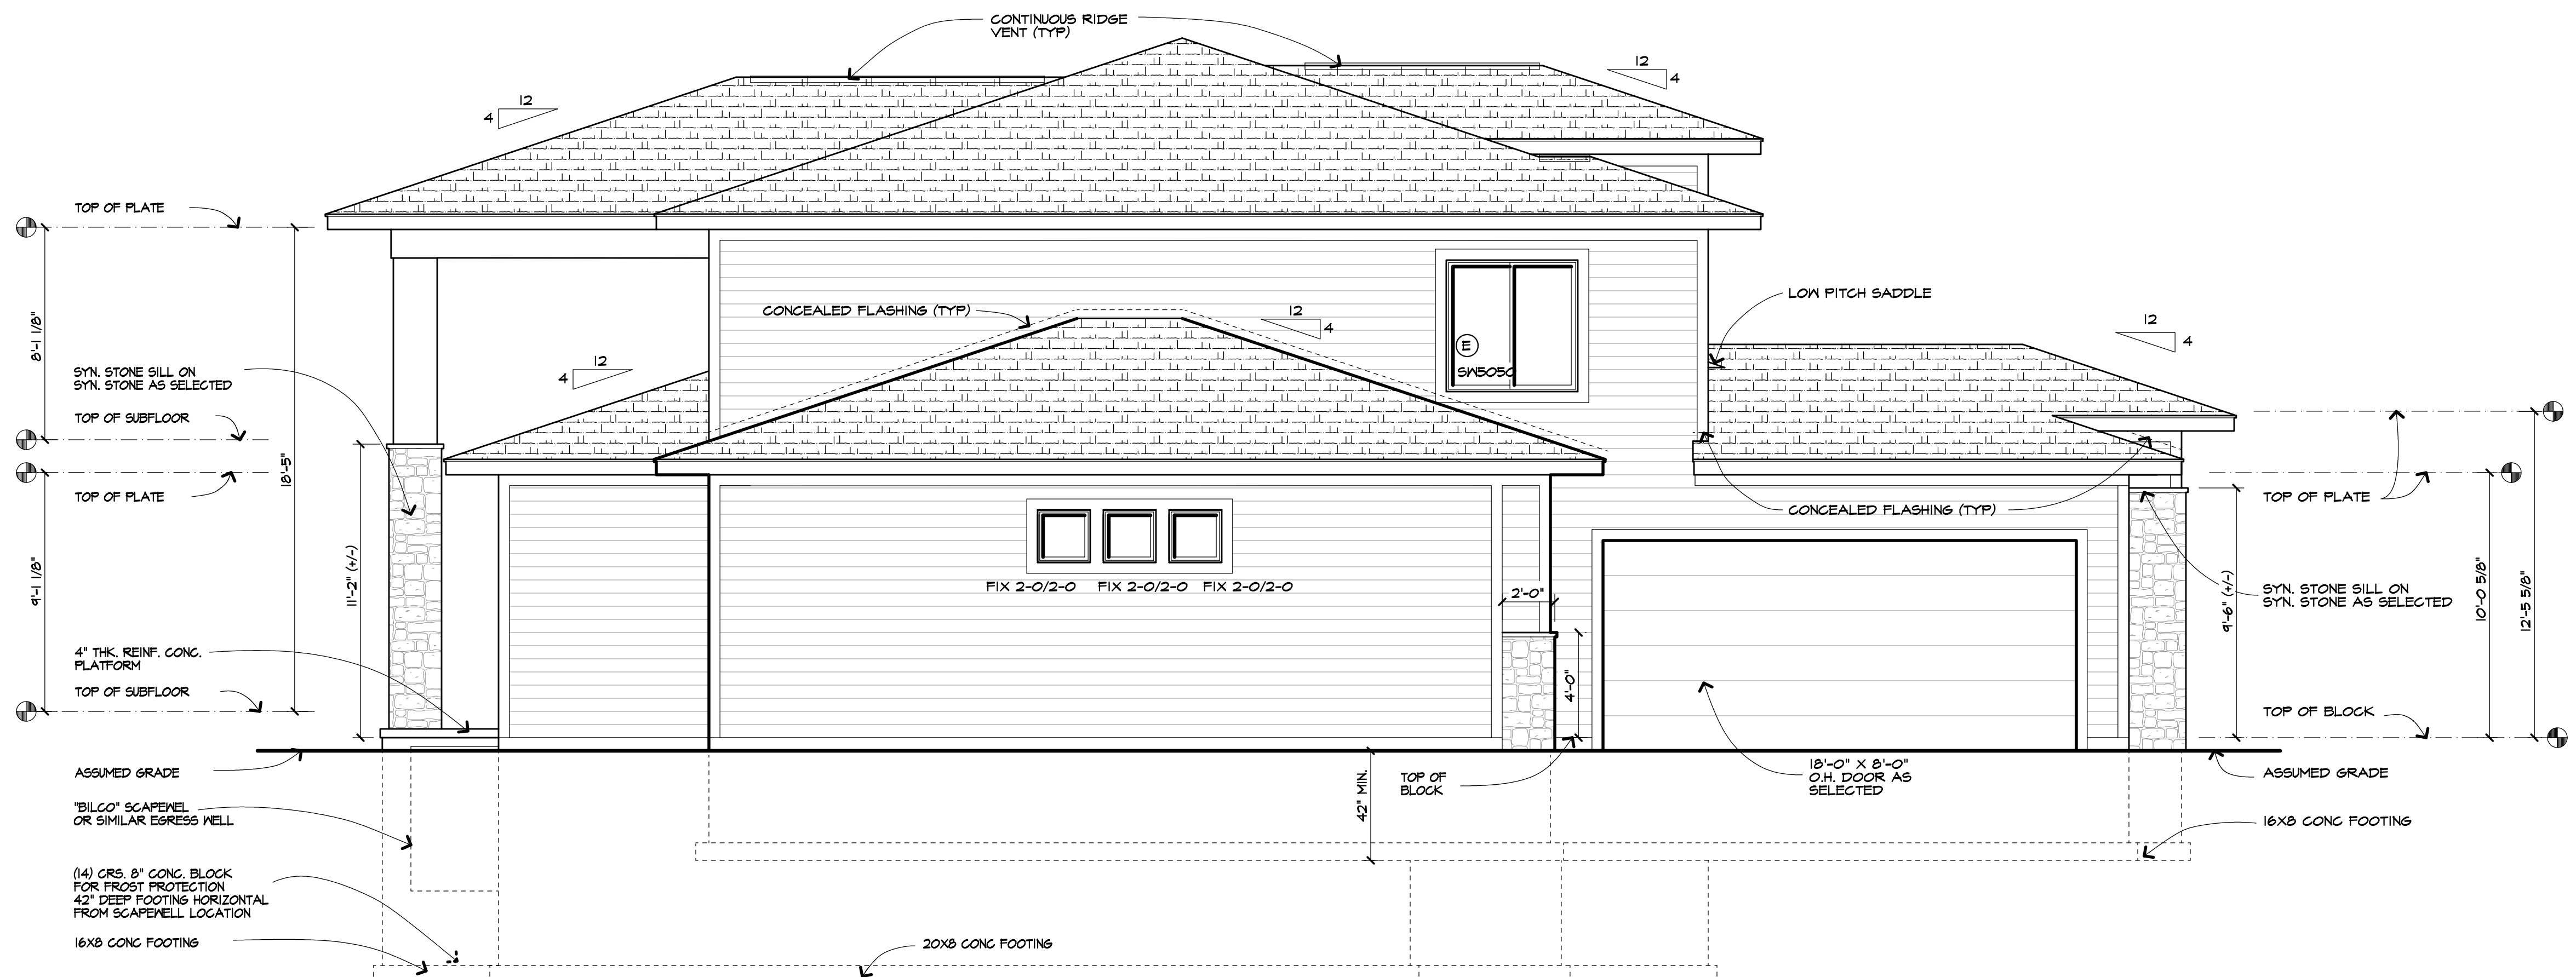 CONTINUOUS RIDGE
VENT (TYP)
12
4
12
4
TOP OF PLATE
8'-1 1/8"
18'-5"
CONCEALED FLASHING (TYP)
12
4
LOW PITCH SADDLE
12
4
12
4
E
SW5050
SYN. STONE SILL ON
SYN. STONE AS SELECTED
TOP OF SUBFLOOR
TOP OF PLATE
9'-1 1/8"
11'-2" (+/-)
TOP OF PLATE
CONCEALED FLASHING (TYP)
FIX 2-0/2-0
FIX 2-0/2-0
FIX 2-0/2-0
2'-0"
4'-0"
9'-6" (+/-)
SYN. STONE SILL ON
SYN. STONE AS SELECTED
10'-0 5/8"
12'-5 5/8"
4" THK. REINF. CONC.
PLATFORM
TOP OF SUBFLOOR
TOP OF BLOCK
ASSUMED GRADE
42" MIN.
TOP OF
BLOCK
18'-0" X 8'-0"
O.H. DOOR AS
SELECTED
ASSUMED GRADE
"BILCO" SCAPEWEL
OR SIMILAR EGRESS WELL
16X8 CONC FOOTING
(14) CRS. 8" CONC. BLOCK
FOR FROST PROTECTION
42" DEEP FOOTING HORIZONTAL
FROM SCAPEWELL LOCATION
16X8 CONC FOOTING
20X8 CONC FOOTING